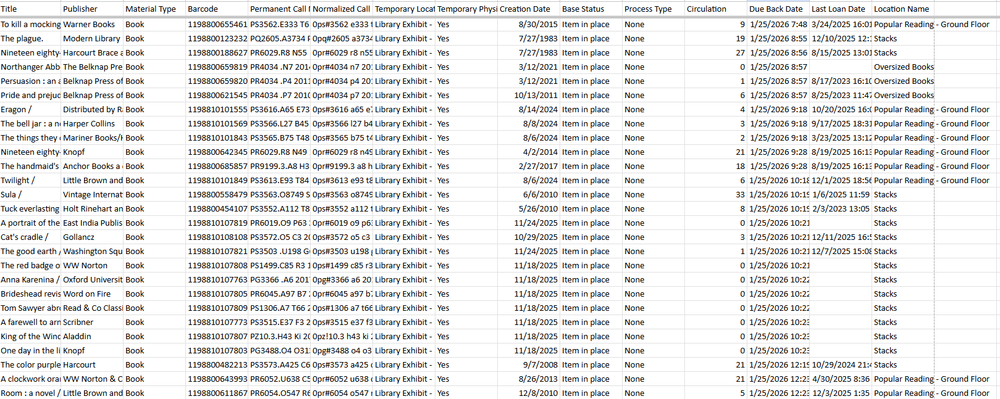 Title Publisher Material Type Barcode Permanent Call Normalized Call Temporary Locat Temporary Physi Creation Date Base Status Process Type Circulation Due Back Date Last Loan Date Location Name
To kill a mocking Warner Books Book 1198800655461 PS3562.E333 T6 0ps#3562 e333 t Library Exhibit - Yes 8/30/2015 Item in place None 9 1/25/2026 7:48 3/24/2025 16:01 Popular Reading - Ground Floor
The plague. Modern Library Book 1198800123232 PQ2605.A3734 0pq#2605 a3734 Library Exhibit - Yes 7/27/1983 Item in place None 19 1/25/2026 8:55 12/10/2025 12:1 Stacks
Nineteen eighty- Harcourt Brace a Book 1198800188627 PR6029.R8 N55 0pr#6029 r8 n55 Library Exhibit - Yes 7/27/1983 Item in place None 27 1/25/2026 8:56 8/15/2025 13:01 Stacks
Northanger Abb The Belknap Pre Book 1198800659819 PR4034 .N7 2014 0pr#4034 n7 201 Library Exhibit - Yes 3/12/2021 Item in place None 0 1/25/2026 8:57 Oversized Books
Persuasion : an a Belknap Press of Book 1198800659820 PR4034 .P4 2011 0pr#4034 p4 201 Library Exhibit - Yes 3/12/2021 Item in place None 1 1/25/2026 8:57 8/17/2023 16:10 Oversized Books
Pride and prejud Belknap Press of Book 1198800621545 PR4034 .P7 2010 0pr#4034 p7 201 Library Exhibit - Yes 10/13/2011 Item in place None 6 1/25/2026 8:57 8/25/2023 11:47 Oversized Books
Eragon / Distributed by Ra Book 1198810101555 PS3616.A65 E73 0ps#3616 a65 e7 Library Exhibit - Yes 8/14/2024 Item in place None 4 1/25/2026 9:18 10/20/2025 16:0 Popular Reading - Ground Floor
The bell jar : a n Harper Collins Book 1198810101569 PS3566.L27 B45 0ps#3566 l27 b4 Library Exhibit - Yes 8/8/2024 Item in place None 3 1/25/2026 9:18 9/17/2025 18:31 Popular Reading - Ground Floor
The things they Mariner Books/H Book 1198810101843 PS3565.B75 T48 0ps#3565 b75 t4 Library Exhibit - Yes 8/6/2024 Item in place None 2 1/25/2026 9:18 3/23/2025 13:12 Popular Reading - Ground Floor
Nineteen eighty- Knopf Book 1198800642345 PR6029.R8 N49 0pr#6029 r8 n49 Library Exhibit - Yes 4/2/2014 Item in place None 21 1/25/2026 9:28 8/19/2025 16:13 Popular Reading - Ground Floor
The handmaid's Anchor Books a Book 1198800685857 PR9199.3.A8 H3 0pr#9199.3 a8 h Library Exhibit - Yes 2/27/2017 Item in place None 18 1/25/2026 9:28 8/19/2025 16:13 Popular Reading - Ground Floor
Twilight / Little Brown and Book 1198810101849 PS3613.E93 T84 0ps#3613 e93 t8 Library Exhibit - Yes 8/6/2024 Item in place None 6 1/25/2026 10:18 12/1/2025 18:56 Popular Reading - Ground Floor
Sula / Vintage Internat Book 1198800558479 PS3563.O8749 S 0ps#3563 o8749 Library Exhibit - Yes 6/6/2010 Item in place None 33 1/25/2026 10:19 1/6/2025 11:59 Stacks
Tuck everlasting Holt Rinehart an Book 1198800454107 PS3552.A112 T8 0ps#3552 a112 t Library Exhibit - Yes 5/26/2010 Item in place None 8 1/25/2026 10:19 2/3/2023 13:05 Stacks
A portrait of the East India Publis Book 1198810107819 PR6019.O9 P63 0pr#6019 o9 p63 Library Exhibit - Yes 11/24/2025 Item in place None 0 1/25/2026 10:21 Stacks
Cat's cradle / Gollancz Book 1198810108108 PS3572.O5 C3 20 0ps#3572 o5 c3 Library Exhibit - Yes 10/29/2025 Item in place None 3 1/25/2026 10:21 12/11/2025 16:5 Stacks
The good earth / Washington Squ Book 1198810107821 PS3503 .U198 G 0ps#3503 u198 g Library Exhibit - Yes 11/24/2025 Item in place None 1 1/25/2026 10:21 12/7/2025 15:08 Stacks
The red badge o WW Norton Book 1198810107808 PS1499.C85 R3 1 0ps#1499 c85 r3 Library Exhibit - Yes 11/18/2025 Item in place None 0 1/25/2026 10:21 Stacks
Anna Karenina / Oxford Universit Book 1198810107763 PG3366 .A6 2017 0pg#3366 a6 201 Library Exhibit - Yes 11/18/2025 Item in place None 0 1/25/2026 10:22 Stacks
Brideshead revis Word on Fire Book 1198810107805 PR6045.A97 B7 2 0pr#6045 a97 b7 Library Exhibit - Yes 11/18/2025 Item in place None 0 1/25/2026 10:22 Stacks
Tom Sawyer abr Read & Co Classi Book 1198810107809 PS1306.A7 T66 2 0ps#1306 a7 t66 Library Exhibit - Yes 11/18/2025 Item in place None 0 1/25/2026 10:22 Stacks
A farewell to arn Scribner Book 1198810107773 PS3515.E37 F3 2 0ps#3515 e37 f3 Library Exhibit - Yes 11/18/2025 Item in place None 0 1/25/2026 10:23 Stacks
King of the Wind Aladdin Book 1198810107807 PZ10.3.H43 Ki 20 0pz!10.3 h43 ki 2 Library Exhibit - Yes 11/18/2025 Item in place None 0 1/25/2026 10:23 Stacks
One day in the li Knopf Book 1198810107803 PG3488.O4 O313 0pg#3488 o4 o3 Library Exhibit - Yes 11/18/2025 Item in place None 0 1/25/2026 10:23 Stacks
The color purple Harcourt Book 1198800482213 PS3573.A425 C6 0ps#3573 a425 c Library Exhibit - Yes 9/7/2008 Item in place None 21 1/25/2026 12:19 10/29/2024 21:4 Stacks
A clockwork orar WW Norton & C Book 1198800643993 PR6052.U638 C5 0pr#6052 u638 c Library Exhibit - Yes 8/26/2013 Item in place None 21 1/25/2026 12:23 4/30/2025 8:36 Popular Reading - Ground Floor
Room : a novel / Little Brown and Book 1198800611867 PR6054.O547 R6 0pr#6054 o547 r Library Exhibit - Yes 12/8/2010 Item in place None 5 1/25/2026 12:23 12/3/2025 1:35 Popular Reading - Ground Floor